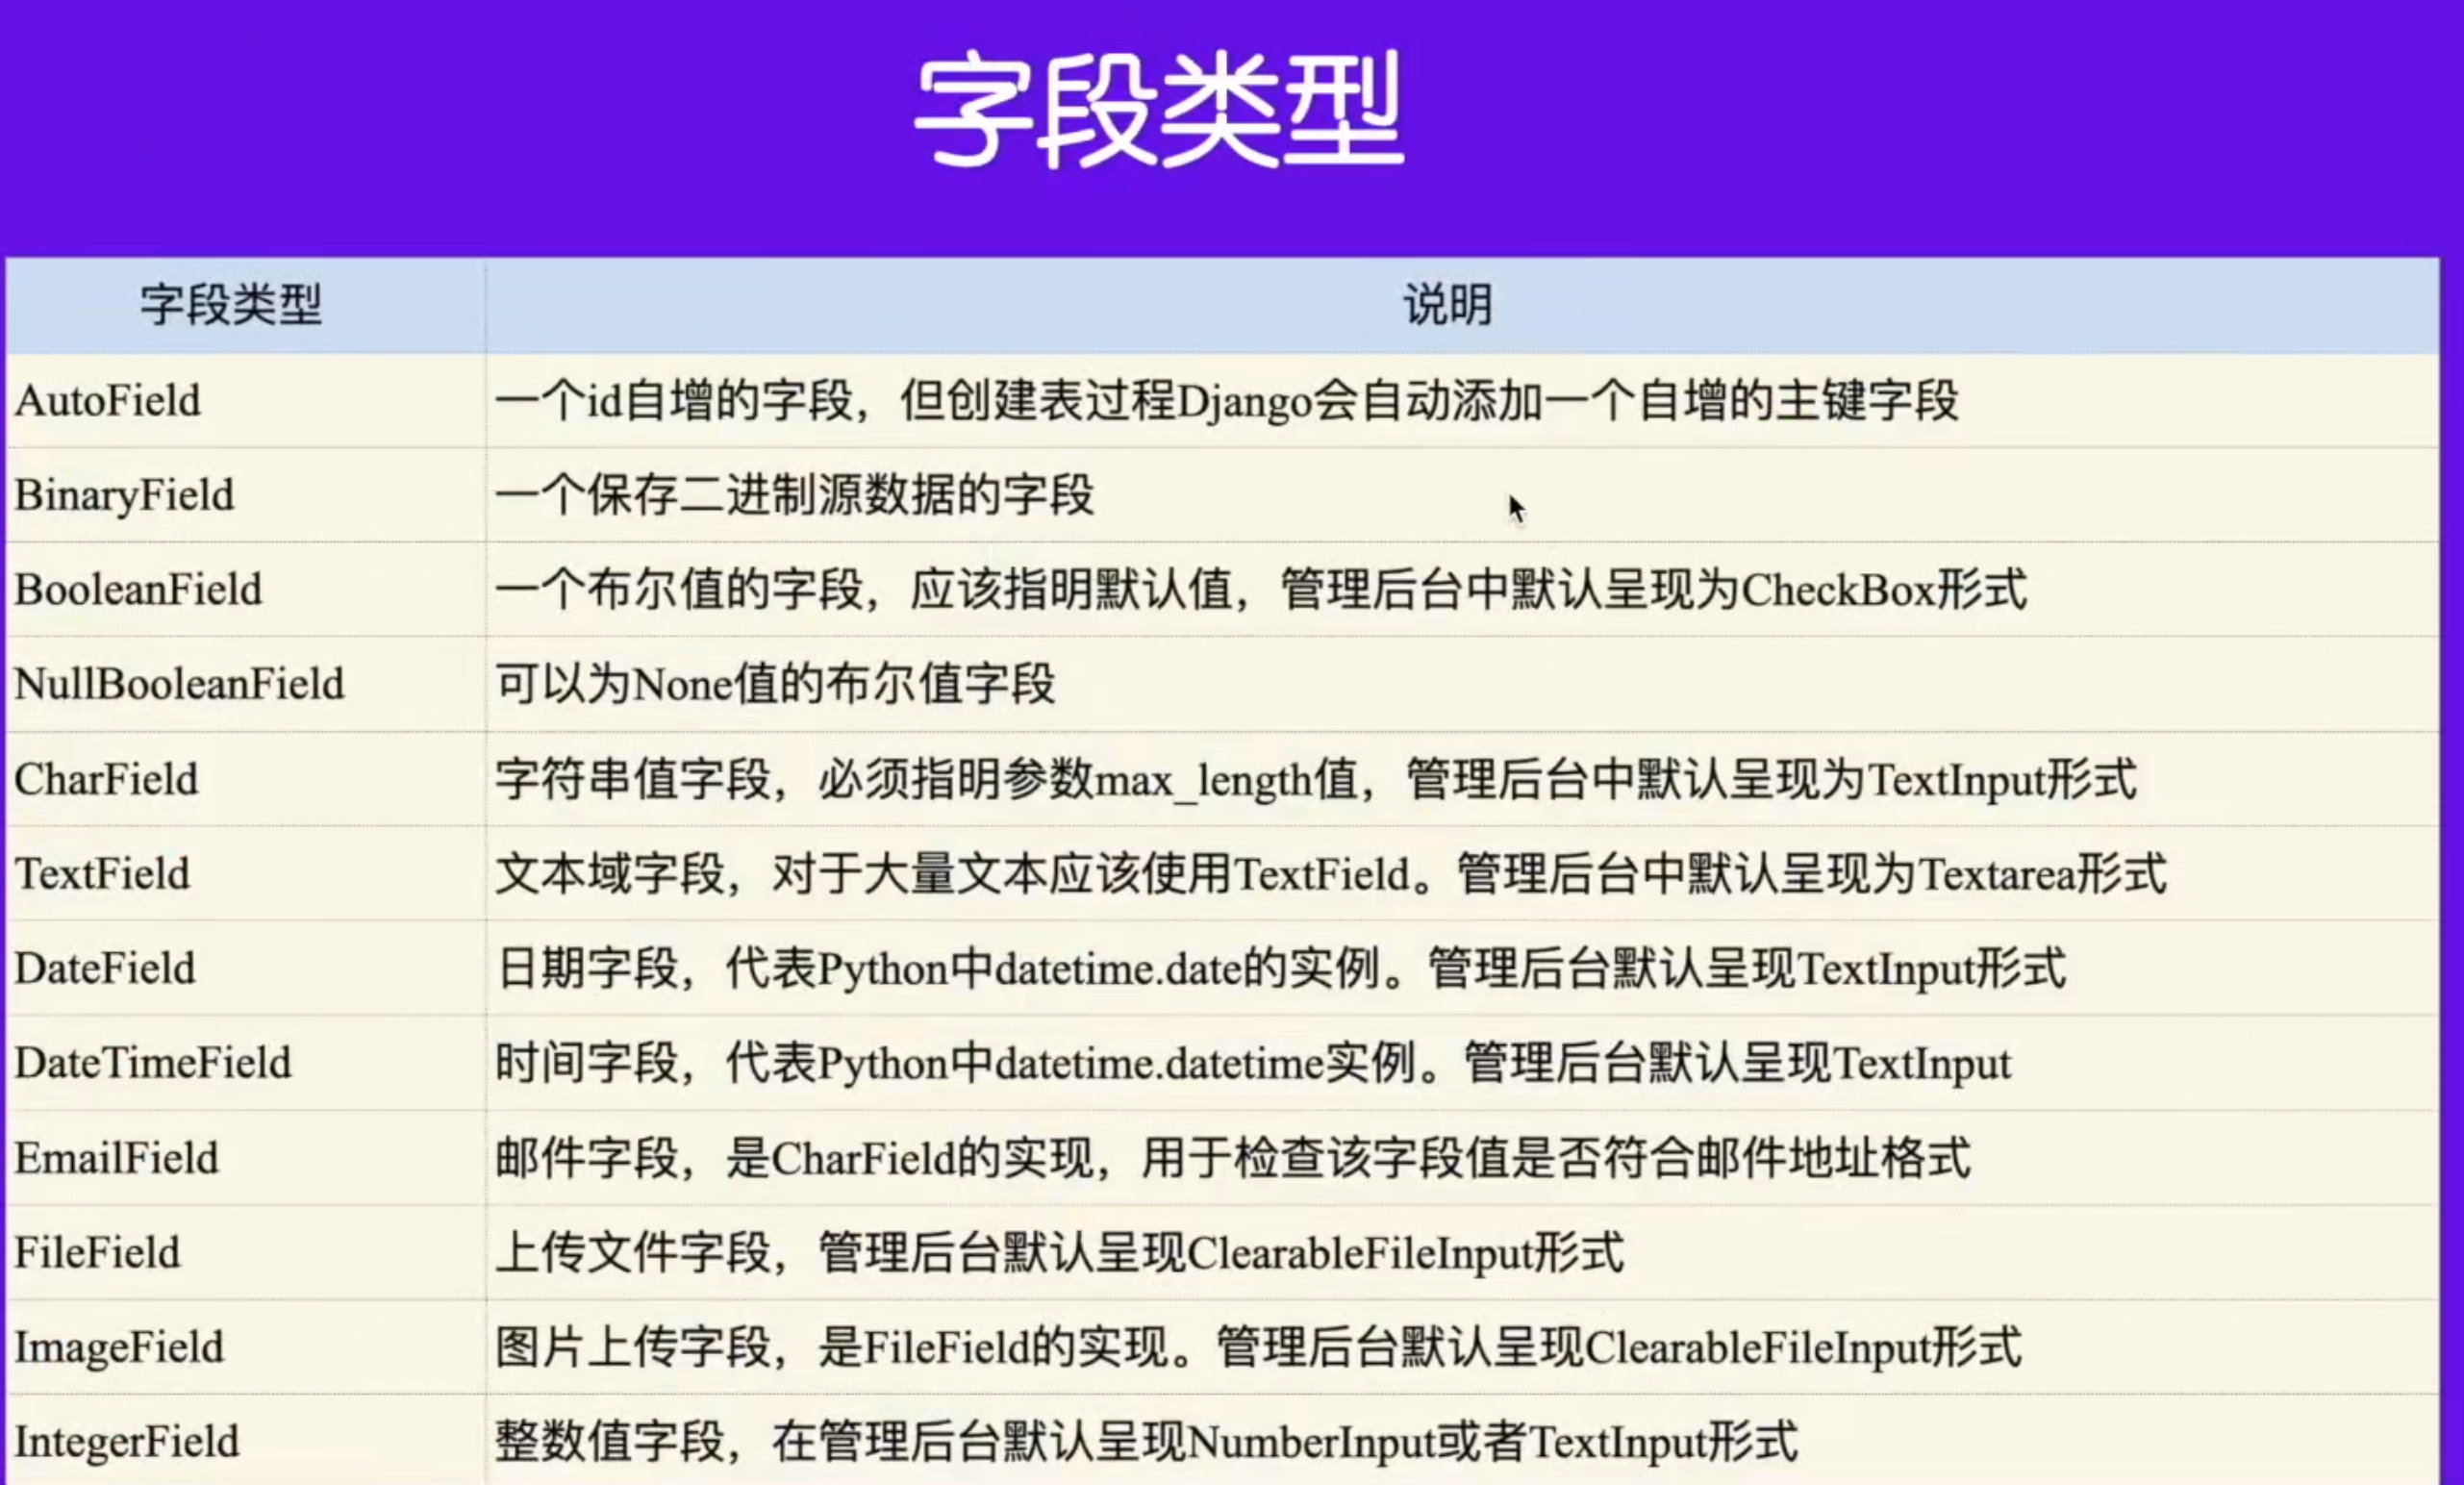 字段类型
字段类型 说明
AutoField 一个id自增的字段，但创建表过程Django会自动添加一个自增的主键字段
BinaryField 一个保存二进制源数据的字段
BooleanField 一个布尔值的字段，应该指明默认值，管理后台中默认呈现为CheckBox形式
NullBooleanField 可以为None值的布尔值字段
CharField 字符串值字段，必须指明参数max_length值，管理后台中默认呈现为TextInput形式
TextField 文本域字段，对于大量文本应该使用TextField。管理后台中默认呈现为Textarea形式
DateField 日期字段，代表Python中datetime.date的实例。管理后台默认呈现TextInput形式
DateTimeField 时间字段，代表Python中datetime.datetime实例。管理后台默认呈现TextInput
EmailField 邮件字段，是CharField的实现，用于检查该字段值是否符合邮件地址格式
FileField 上传文件字段，管理后台默认呈现ClearableFileInput形式
ImageField 图片上传字段，是FileField的实现。管理后台默认呈现ClearableFileInput形式
IntegerField 整数值字段，在管理后台默认呈现NumberInput或者TextInput形式